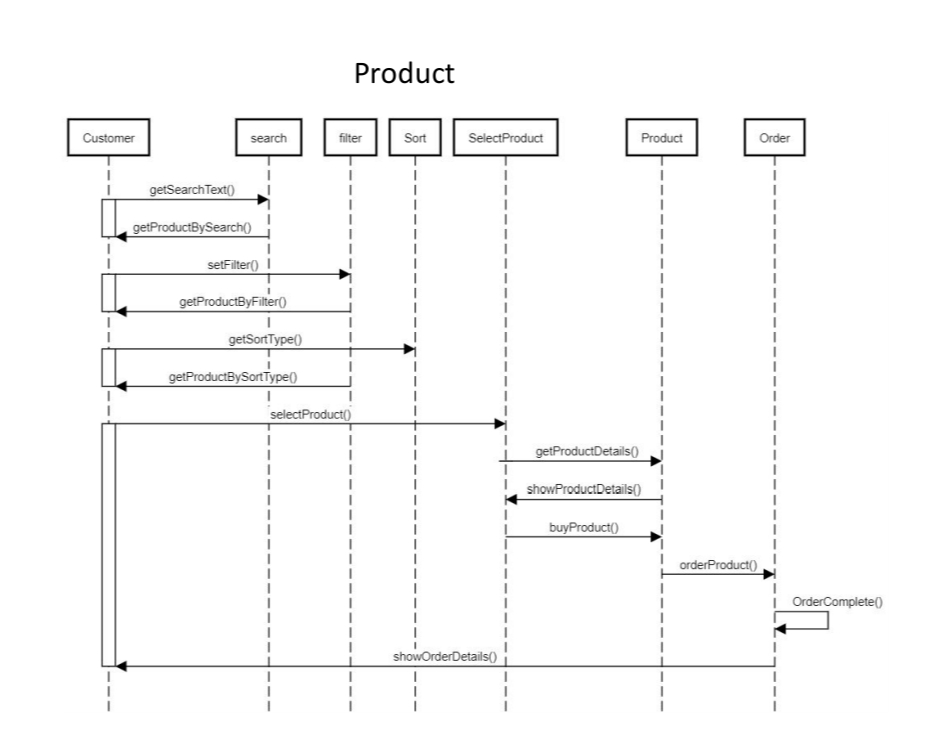 Product
Customer search filter Sort SelectProduct Product Order
getSearchText()
getProductBySearch()
setFilter()
getProductByFilter()
getSortType()
getProductBySortType()
selectProduct()
getProductDetails()
showProductDetails()
buyProduct()
orderProduct()
OrderComplete()
showOrderDetails()